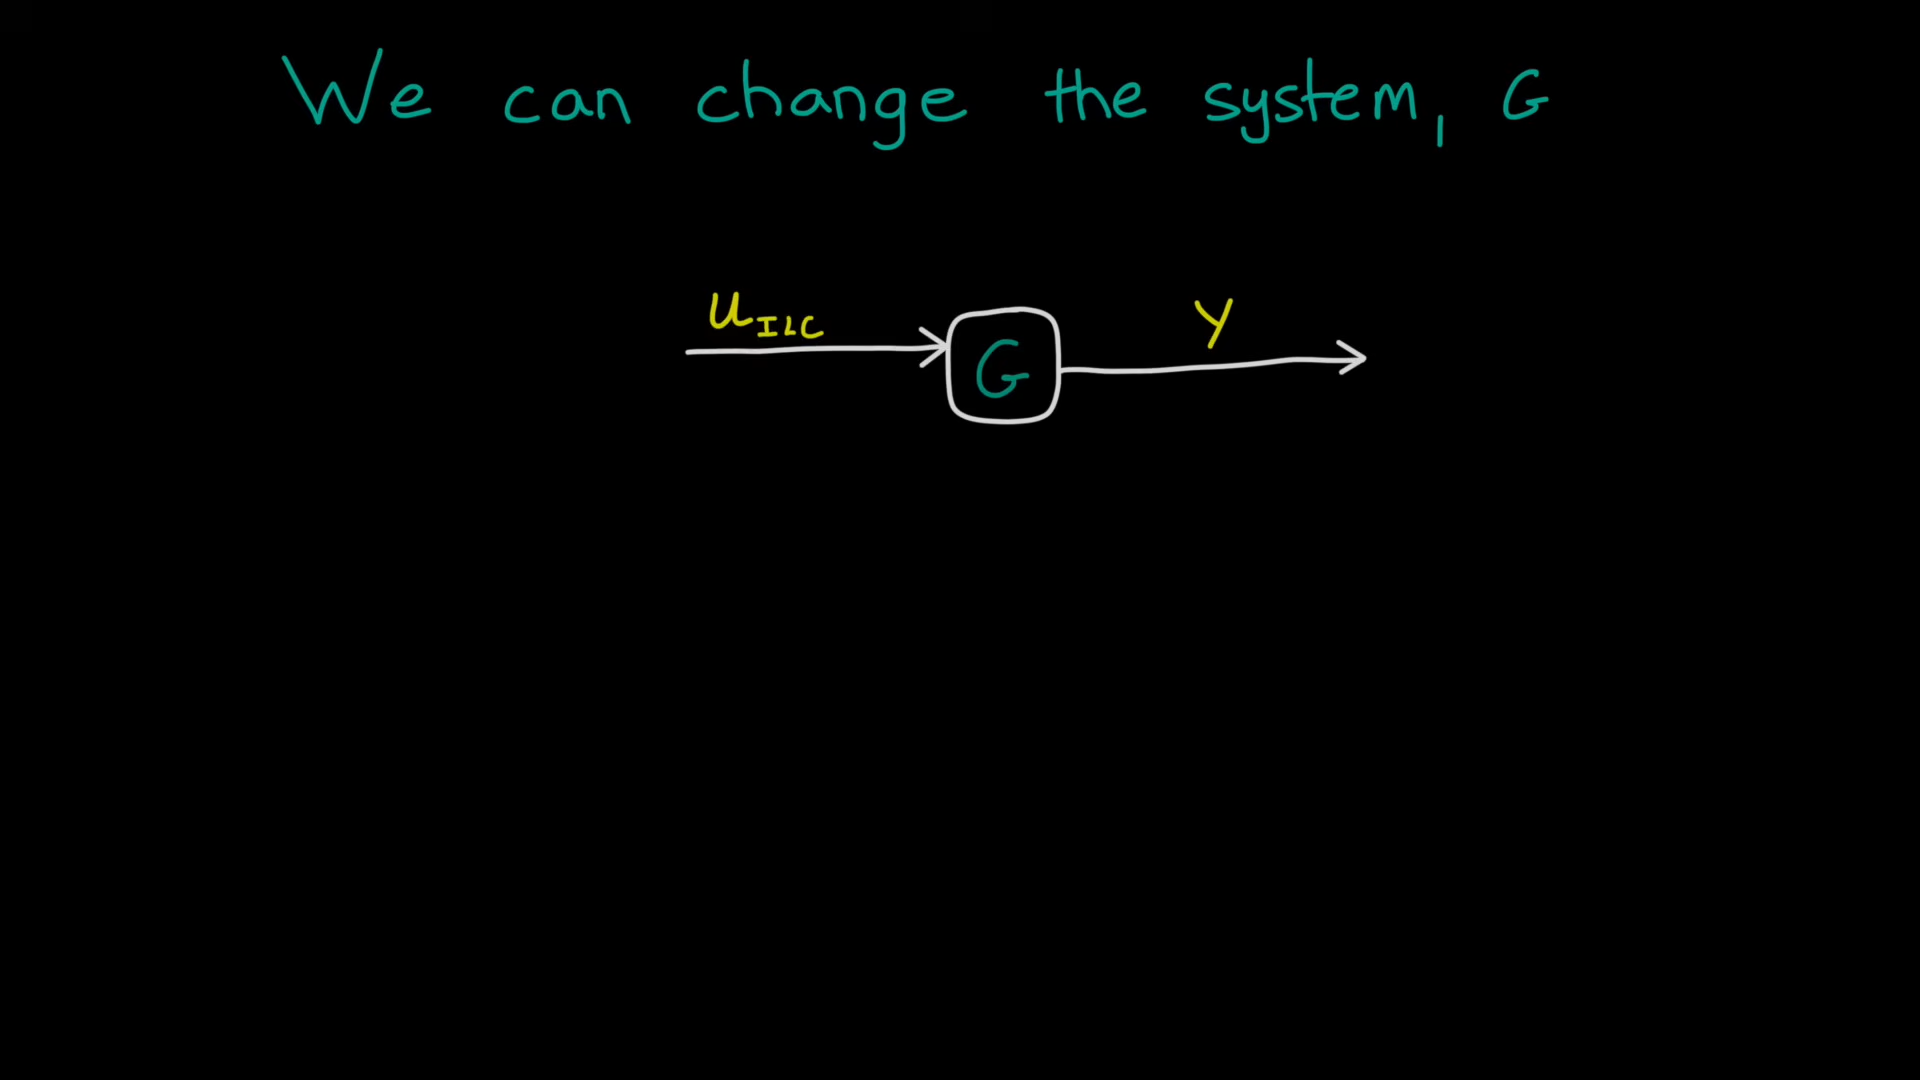 We can change the system, G
u_ILC
G
y